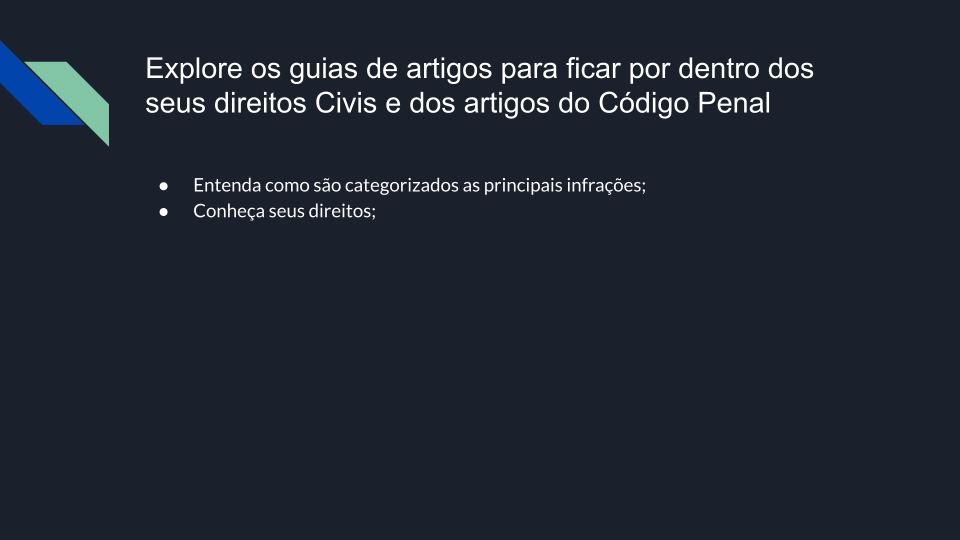 Explore os guias de artigos para ficar por dentro dos
seus direitos Civis e dos artigos do Código Penal
● Entenda como são categorizados as principais infrações;
● Conheça seus direitos;